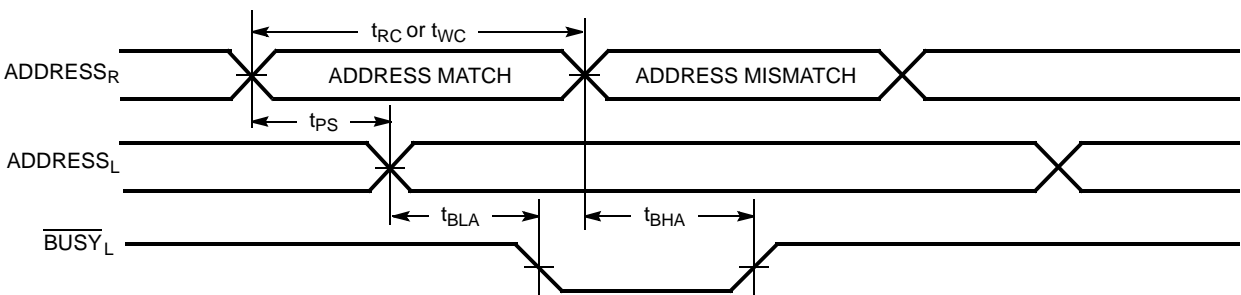 tRC or tWC
ADDRESSR
ADDRESS MATCH
ADDRESS MISMATCH
tPS
ADDRESSL
tBLA
tBHA
BUSYL